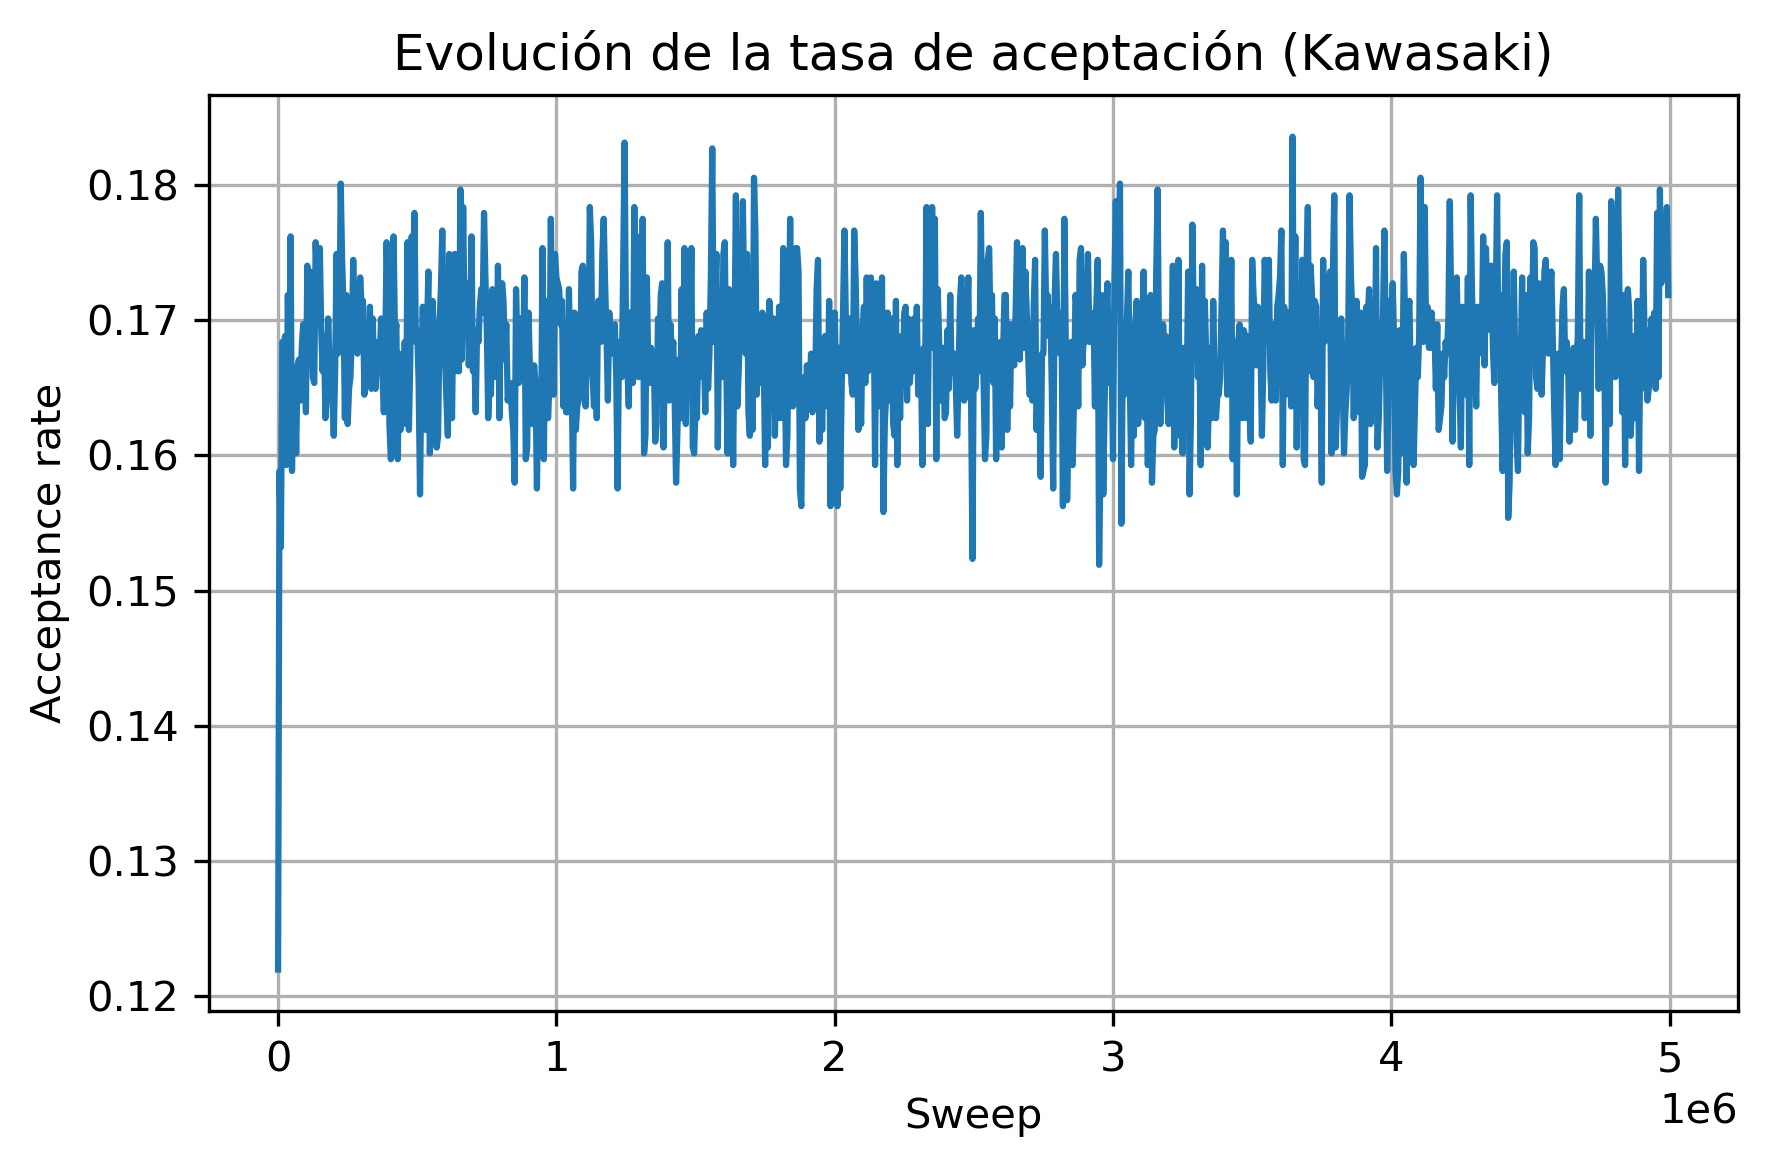 Evolución de la tasa de aceptación (Kawasaki)
Acceptance rate
0.18
0.17
0.16
0.15
0.14
0.13
0.12
0 1 2 3 4 5
Sweep
1e6